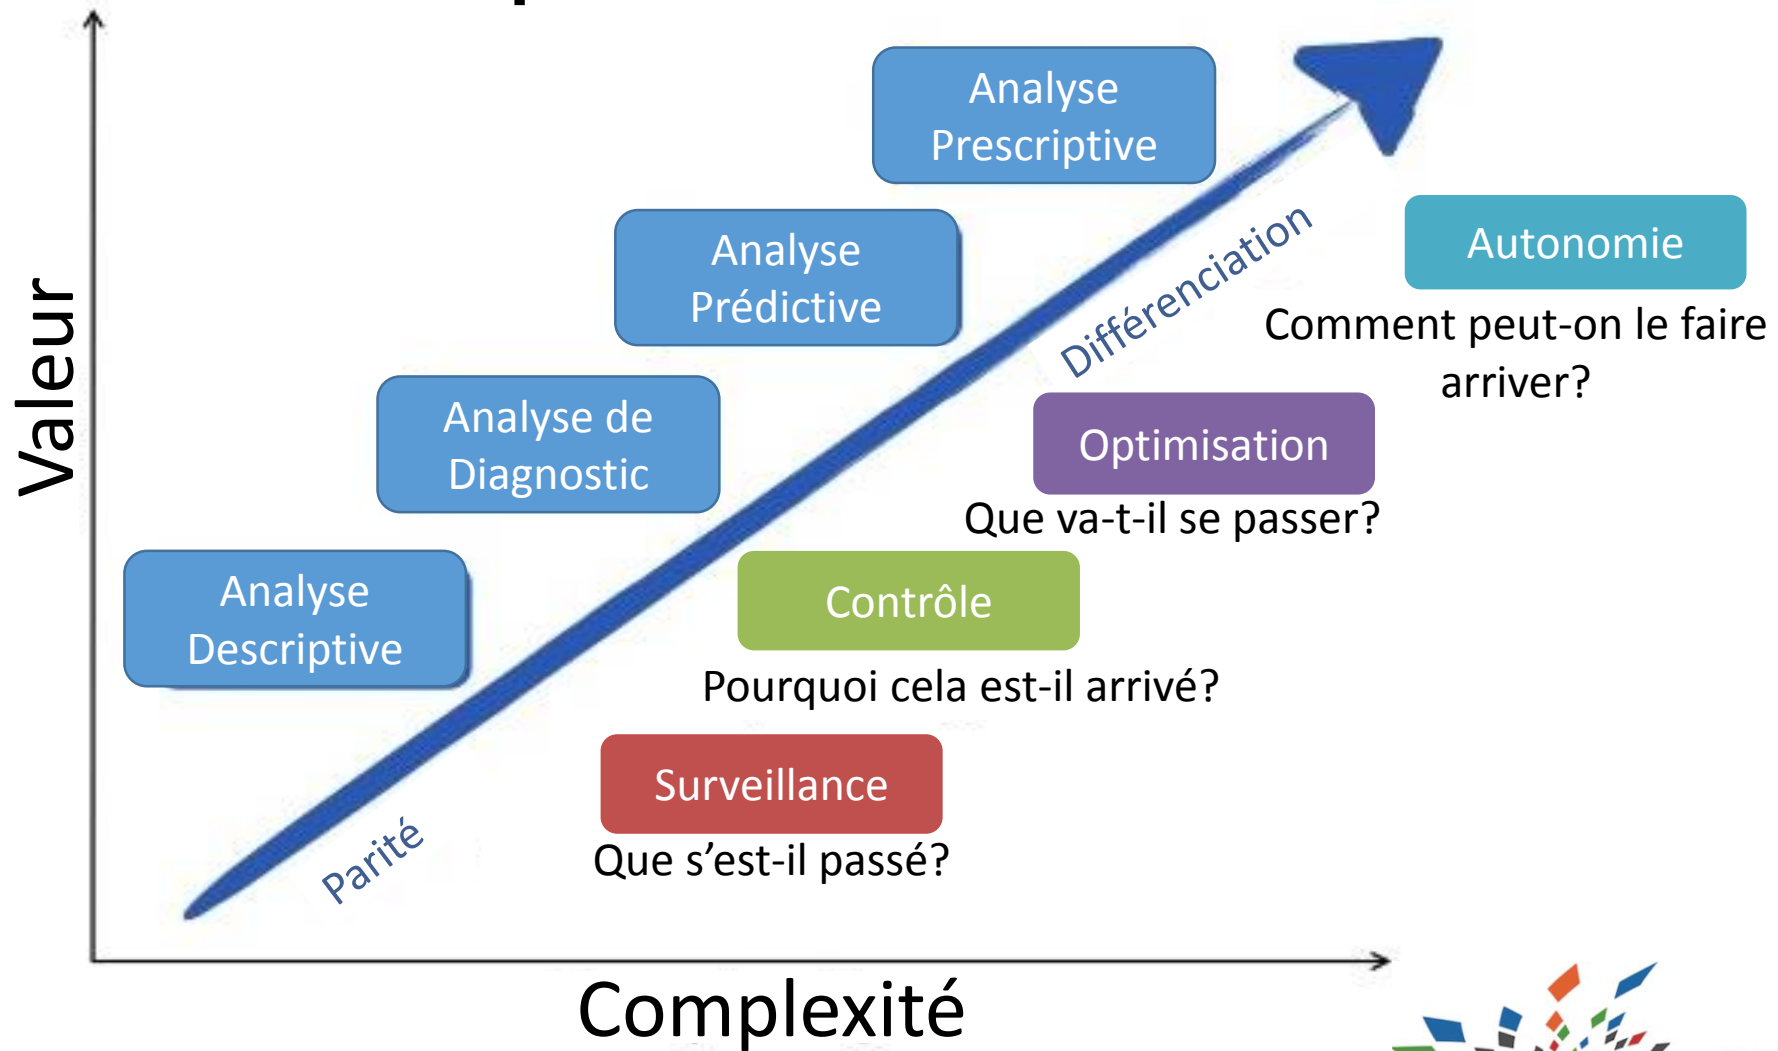 Analyse
Prescriptive
Analyse
Prédictive
Différenciation
Autonomie
Comment peut-on le faire
arriver?
Valeur
Analyse de
Diagnostic
Optimisation
Que va-t-il se passer?
Analyse
Descriptive
Contrôle
Pourquoi cela est-il arrivé?
Surveillance
Parité
Que s’est-il passé?
Complexité